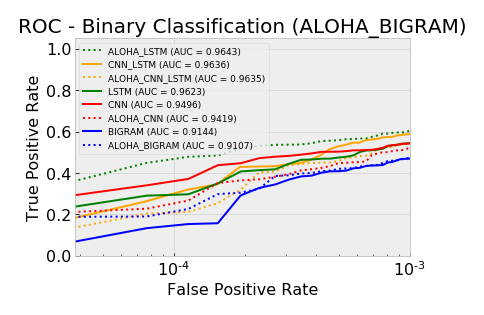 ROC - Binary Classification (ALOHA_BIGRAM)
1.0
0.8
0.6
0.4
0.2
0.0
True Positive Rate
ALOHA_LSTM (AUC = 0.9643)
CNN_LSTM (AUC = 0.9636)
ALOHA_CNN_LSTM (AUC = 0.9635)
LSTM (AUC = 0.9623)
CNN (AUC = 0.9496)
ALOHA_CNN (AUC = 0.9419)
BIGRAM (AUC = 0.9144)
ALOHA_BIGRAM (AUC = 0.9107)
10⁻⁴
10⁻³
False Positive Rate